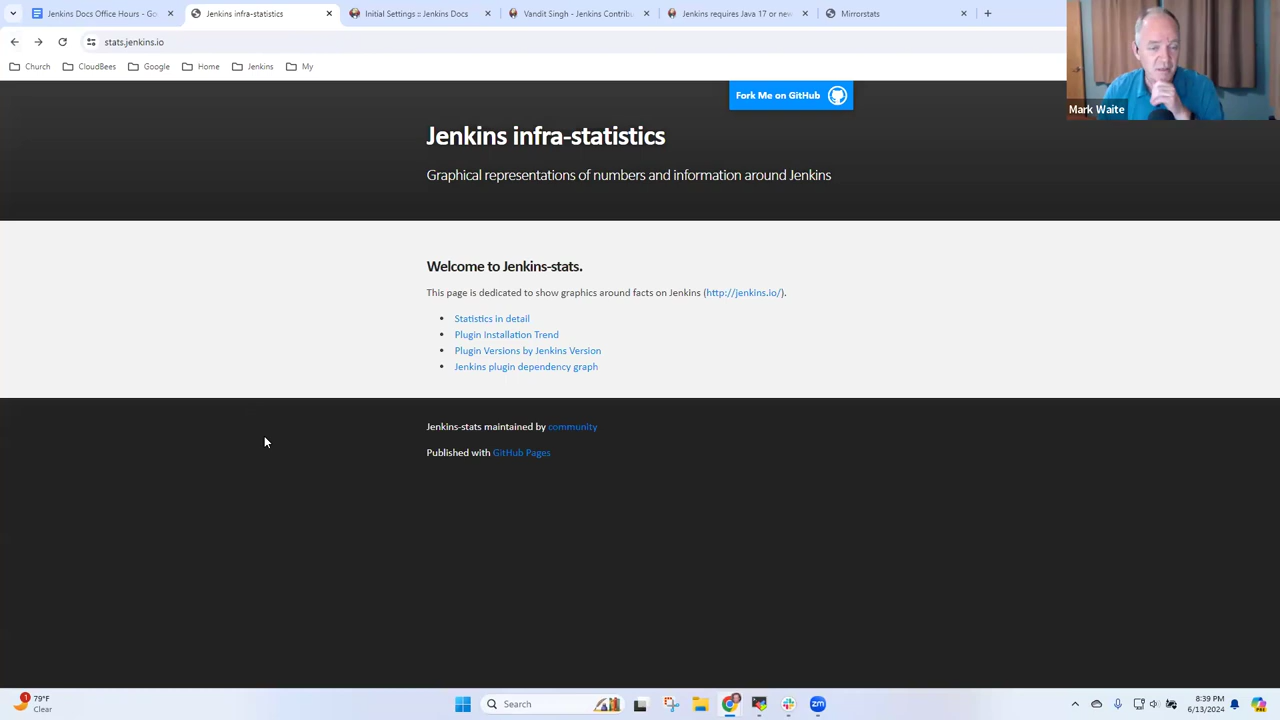 Jenkins Docs Office Hours - Go
Jenkins infra-statistics
Initial Settings :: Jenkins Docs
Vandit Singh - Jenkins Contribu
Jenkins requires Java 17 or new
Mirrorstats
stats.jenkins.io
Church
CloudBees
Google
Home
Jenkins
My
Fork Me on GitHub
Mark Waite
Jenkins infra-statistics
Graphical representations of numbers and information around Jenkins
Welcome to Jenkins-stats.
This page is dedicated to show graphics around facts on Jenkins (http://jenkins.io/).
• Statistics in detail
• Plugin Installation Trend
• Plugin Versions by Jenkins Version
• Jenkins plugin dependency graph
Jenkins-stats maintained by community
Published with GitHub Pages
1
79°F
Clear
Search
zm
8:39 PM
6/13/2024